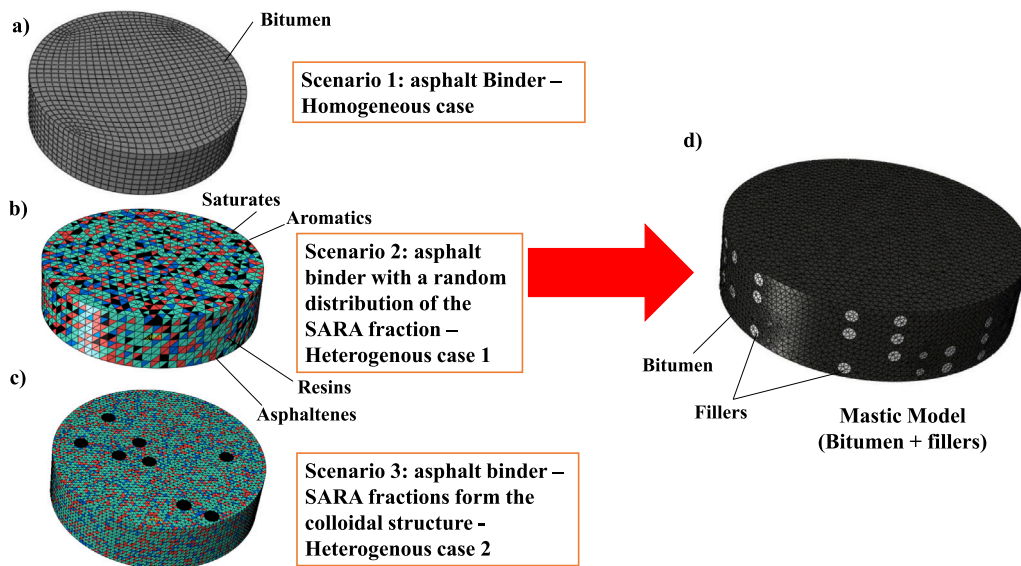 a)
Bitumen
Scenario 1: asphalt Binder –
Homogeneous case
b)
Saturates
Aromatics
Scenario 2: asphalt
binder with a random
distribution of the
SARA fraction –
Heterogenous case 1
Resins
Asphaltenes
c)
Scenario 3: asphalt binder –
SARA fractions form the
colloidal structure -
Heterogenous case 2
d)
Bitumen
Fillers
Mastic Model
(Bitumen + fillers)